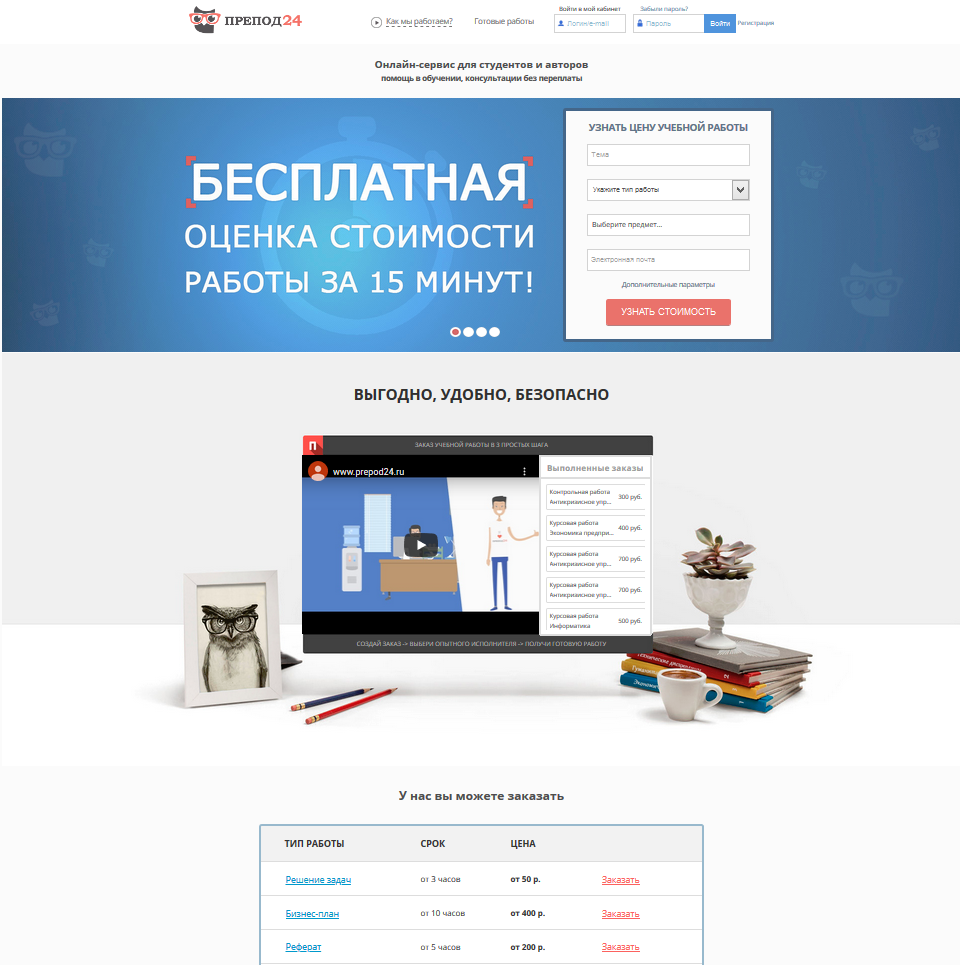 ПРЕПОД24
Как мы работаем?
Готовые работы
Войти в мой кабинет
Забыли пароль?
Логин/e-mail
Пароль
Войти
Регистрация
Онлайн-сервис для студентов и авторов
помощь в обучении, консультации без переплаты
БЕСПЛАТНАЯ
ОЦЕНКА СТОИМОСТИ
РАБОТЫ ЗА 15 МИНУТ!
УЗНАТЬ ЦЕНУ УЧЕБНОЙ РАБОТЫ
Тема
Укажите тип работы
Выберите предмет...
Электронная почта
Дополнительные параметры
УЗНАТЬ СТОИМОСТЬ
ВЫГОДНО, УДОБНО, БЕЗОПАСНО
П
ЗАКАЗ УЧЕБНОЙ РАБОТЫ В 3 ПРОСТЫХ ШАГА
www.prepod24.ru
Выполненные заказы
Контрольная работа
Антикризисное упр...
300 руб.
Курсовая работа
Экономика предпри...
400 руб.
Курсовая работа
Антикризисное упр...
700 руб.
Курсовая работа
Антикризисное упр...
700 руб.
Курсовая работа
Информатика
500 руб.
СОЗДАЙ ЗАКАЗ -> ВЫБЕРИ ОПЫТНОГО ИСПОЛНИТЕЛЯ -> ПОЛУЧИ ГОТОВУЮ РАБОТУ
У нас вы можете заказать
ТИП РАБОТЫ СРОК ЦЕНА
Решение задач от 3 часов от 50 р. Заказать
Бизнес-план от 10 часов от 400 р. Заказать
Реферат от 5 часов от 200 р. Заказать